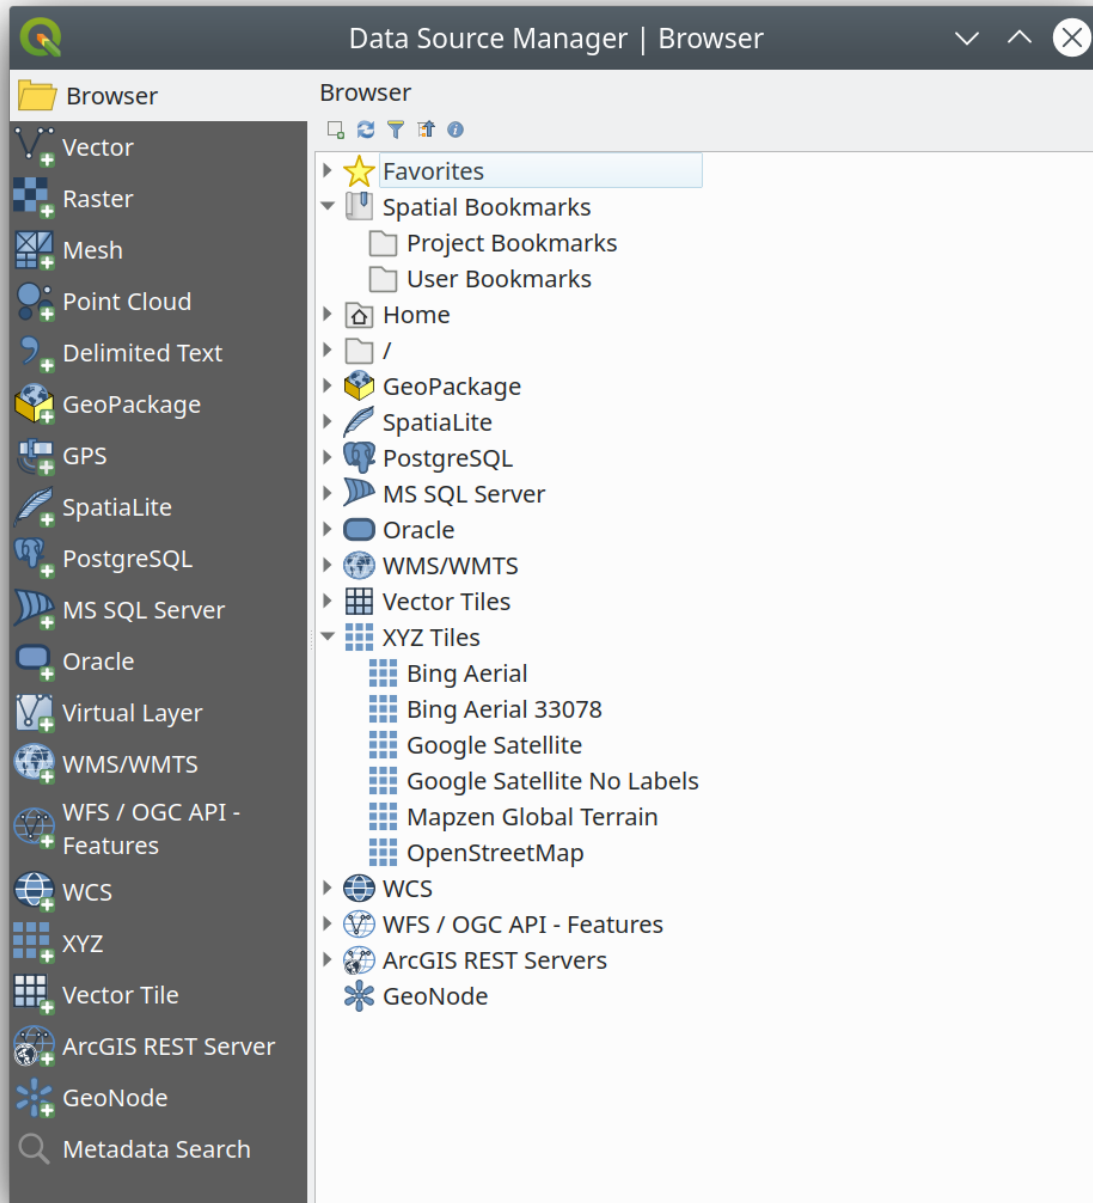 Data Source Manager | Browser
Browser
Vector
Raster
Mesh
Point Cloud
Delimited Text
GeoPackage
GPS
SpatiaLite
PostgreSQL
MS SQL Server
Oracle
Virtual Layer
WMS/WMTS
WFS / OGC API -
Features
WCS
XYZ
Vector Tile
ArcGIS REST Server
GeoNode
Metadata Search
Browser
Favorites
Spatial Bookmarks
Project Bookmarks
User Bookmarks
Home
/
GeoPackage
SpatiaLite
PostgreSQL
MS SQL Server
Oracle
WMS/WMTS
Vector Tiles
XYZ Tiles
Bing Aerial
Bing Aerial 33078
Google Satellite
Google Satellite No Labels
Mapzen Global Terrain
OpenStreetMap
WCS
WFS / OGC API - Features
ArcGIS REST Servers
GeoNode